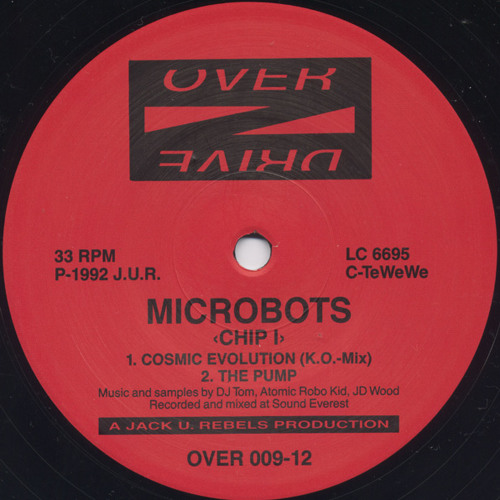 OVER
DRIVE
33 RPM
P-1992 J.U.R.
LC 6695
C-TeWeWe
MICROBOTS
‹CHIP I›
1. COSMIC EVOLUTION (K.O.-Mix)
2. THE PUMP
Music and samples by DJ Tom, Atomic Robo Kid, JD Wood
Recorded and mixed at Sound Everest
A JACK U. REBELS PRODUCTION
OVER 009-12